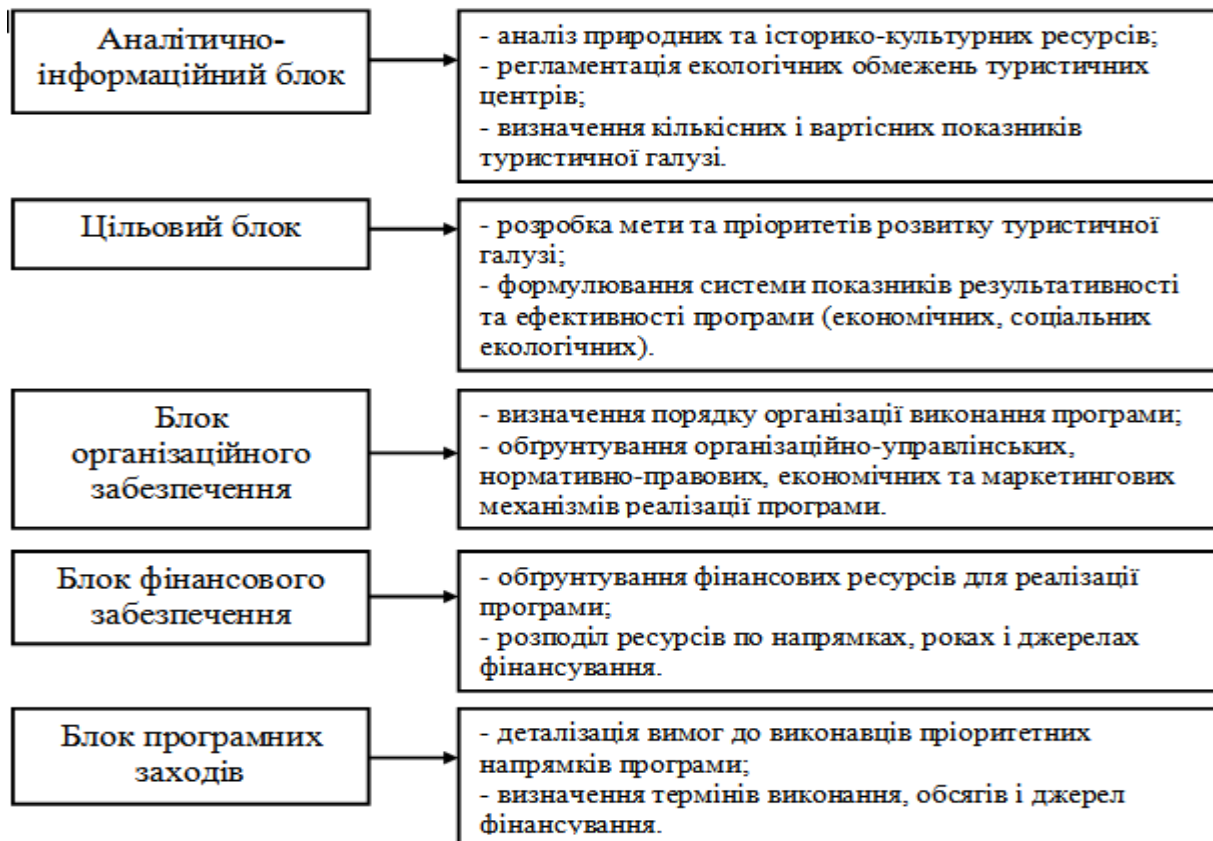 Аналітично-
інформаційний блок
- аналіз природних та історико-культурних ресурсів;
- регламентація екологічних обмежень туристичних
центрів;
- визначення кількісних і вартісних показників
туристичної галузі.
Цільовий блок
- розробка мети та пріоритетів розвитку туристичної
галузі;
- формулювання системи показників результативності
та ефективності програми (економічних, соціальних
екологічних).
Блок
організаційного
забезпечення
- визначення порядку організації виконання програми;
- обґрунтування організаційно-управлінських,
нормативно-правових, економічних та маркетингових
механізмів реалізації програми.
Блок фінансового
забезпечення
- обґрунтування фінансових ресурсів для реалізації
програми;
- розподіл ресурсів по напрямках, роках і джерелах
фінансування.
Блок програмних
заходів
- деталізація вимог до виконавців пріоритетних
напрямків програми;
- визначення термінів виконання, обсягів і джерел
фінансування.